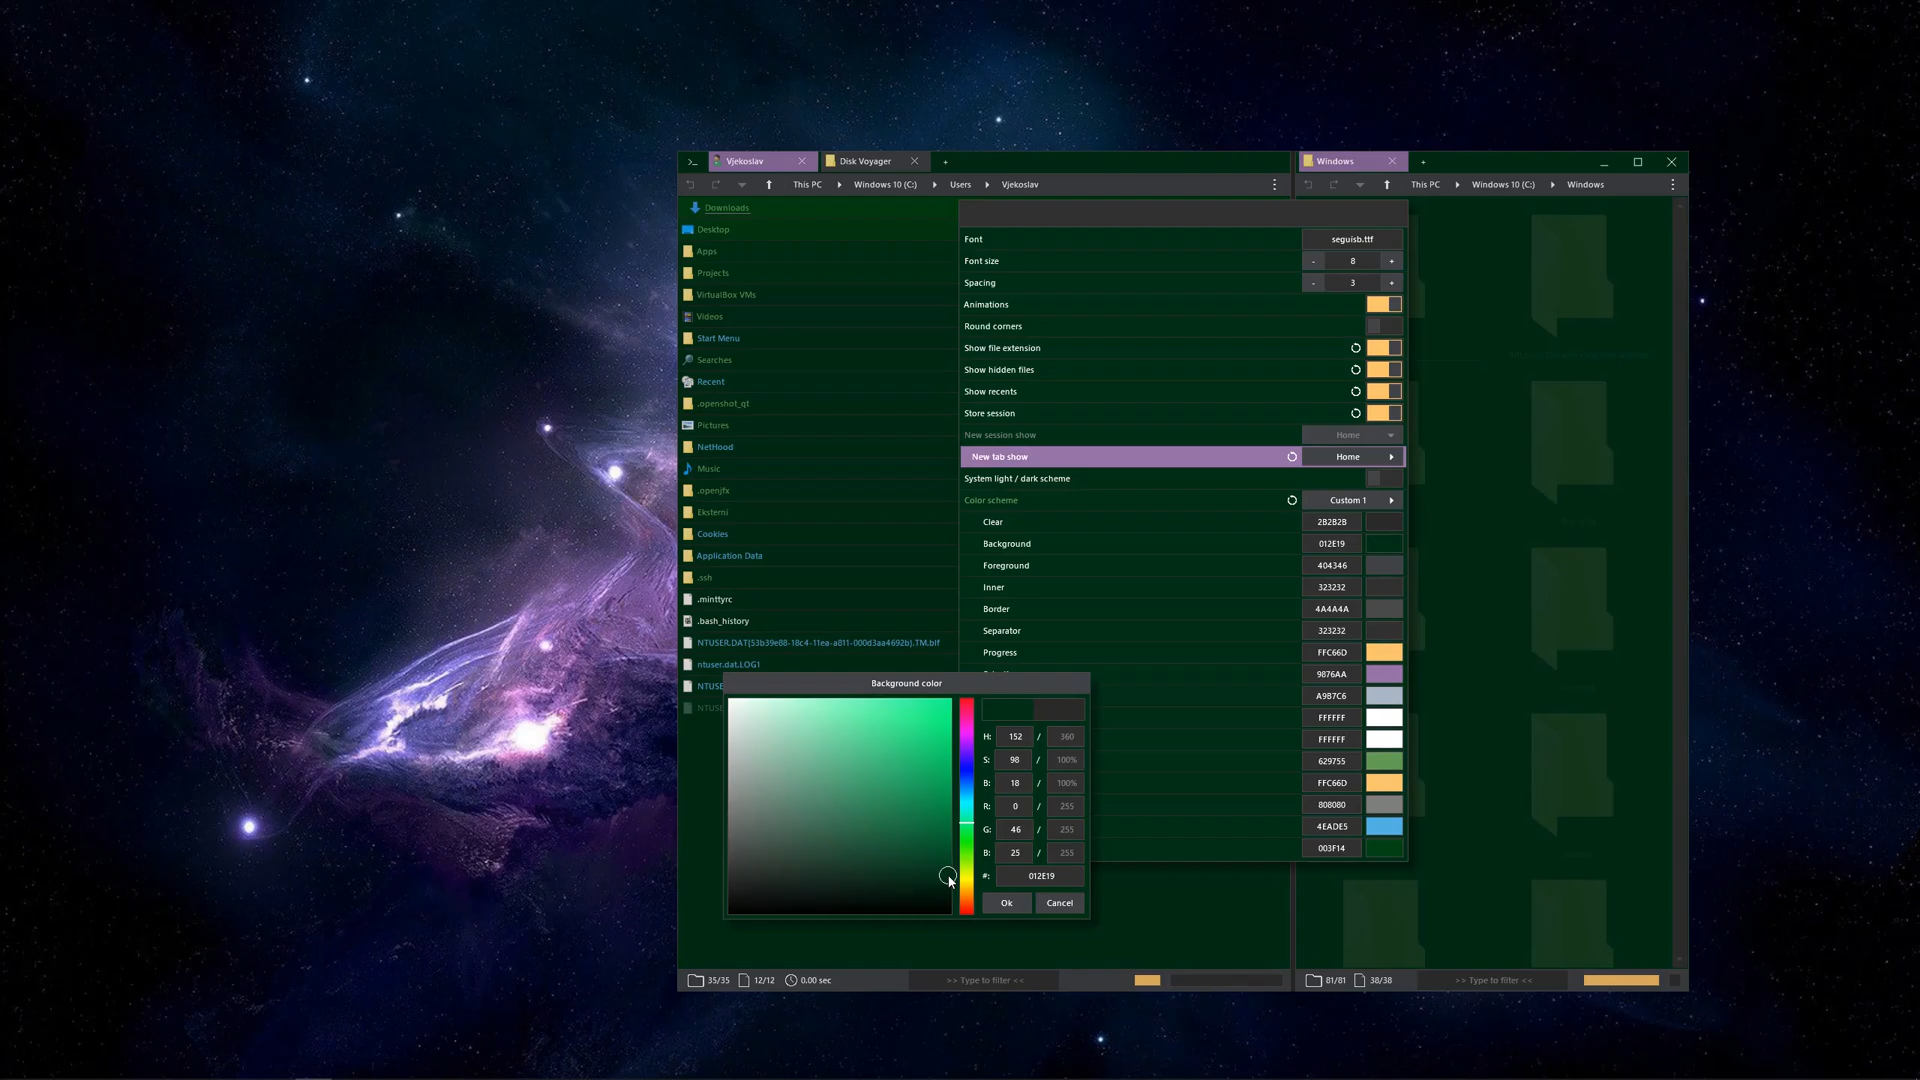 >_ Vjekoslav Disk Voyager +
This PC Windows 10 (C:) Users Vjekoslav
Downloads
Desktop
Apps
Projects
VirtualBox VMs
Videos
Start Menu
Searches
Recent
.openshot_qt
Pictures
NetHood
Music
.openjfx
Eksterni
Cookies
Application Data
.ssh
.minttyrc
.bash_history
NTUSER.DAT{53b39e88-18c4-11ea-a811-000d3aa4692b}.TM.blf
ntuser.dat.LOG1
NTUSE
NTUSE
Font seguisb.ttf
Font size - 8 +
Spacing - 3 +
Animations
Round corners
Show file extension
Show hidden files
Show recents
Store session
New session show Home
New tab show Home
System light / dark scheme
Color scheme Custom 1
Clear 2B2B2B
Background 012E19
Foreground 404346
Inner 323232
Border 4A4A4A
Separator 323232
Progress FFC66D
9876AA
A9B7C6
FFFFFF
FFFFFF
629755
FFC66D
808080
4EADE5
003F14
Background color
H: 152 / 360
S: 98 / 100%
B: 18 / 100%
R: 0 / 255
G: 46 / 255
B: 25 / 255
#: 012E19
Ok Cancel
35/35 12/12 0.00 sec >> Type to filter <<
Windows +
This PC Windows 10 (C:) Windows
81/81 38/38 >> Type to filter <<